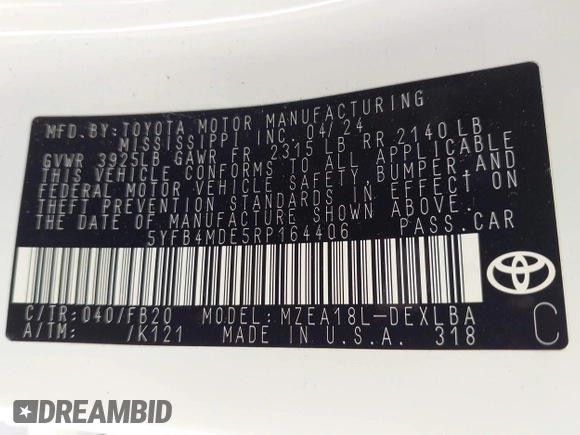 MFD. BY: TOYOTA MOTOR MANUFACTURING
MISSISSIPPI INC. 04/24
GVWR 3925LB GAWR FR 2315 LB RR 2140 LB
THIS VEHICLE CONFORMS TO ALL APPLICABLE
FEDERAL MOTOR VEHICLE SAFETY, BUMPER, AND
THEFT PREVENTION STANDARDS IN EFFECT ON
THE DATE OF MANUFACTURE SHOWN ABOVE.
5YFB4MDE5RP164406 PASS. CAR
C/TR: 040/FB20 MODEL: MZEA18L-DEXLBA
A/TM: /K121 MADE IN U.S.A. 318
C
DREAMBID